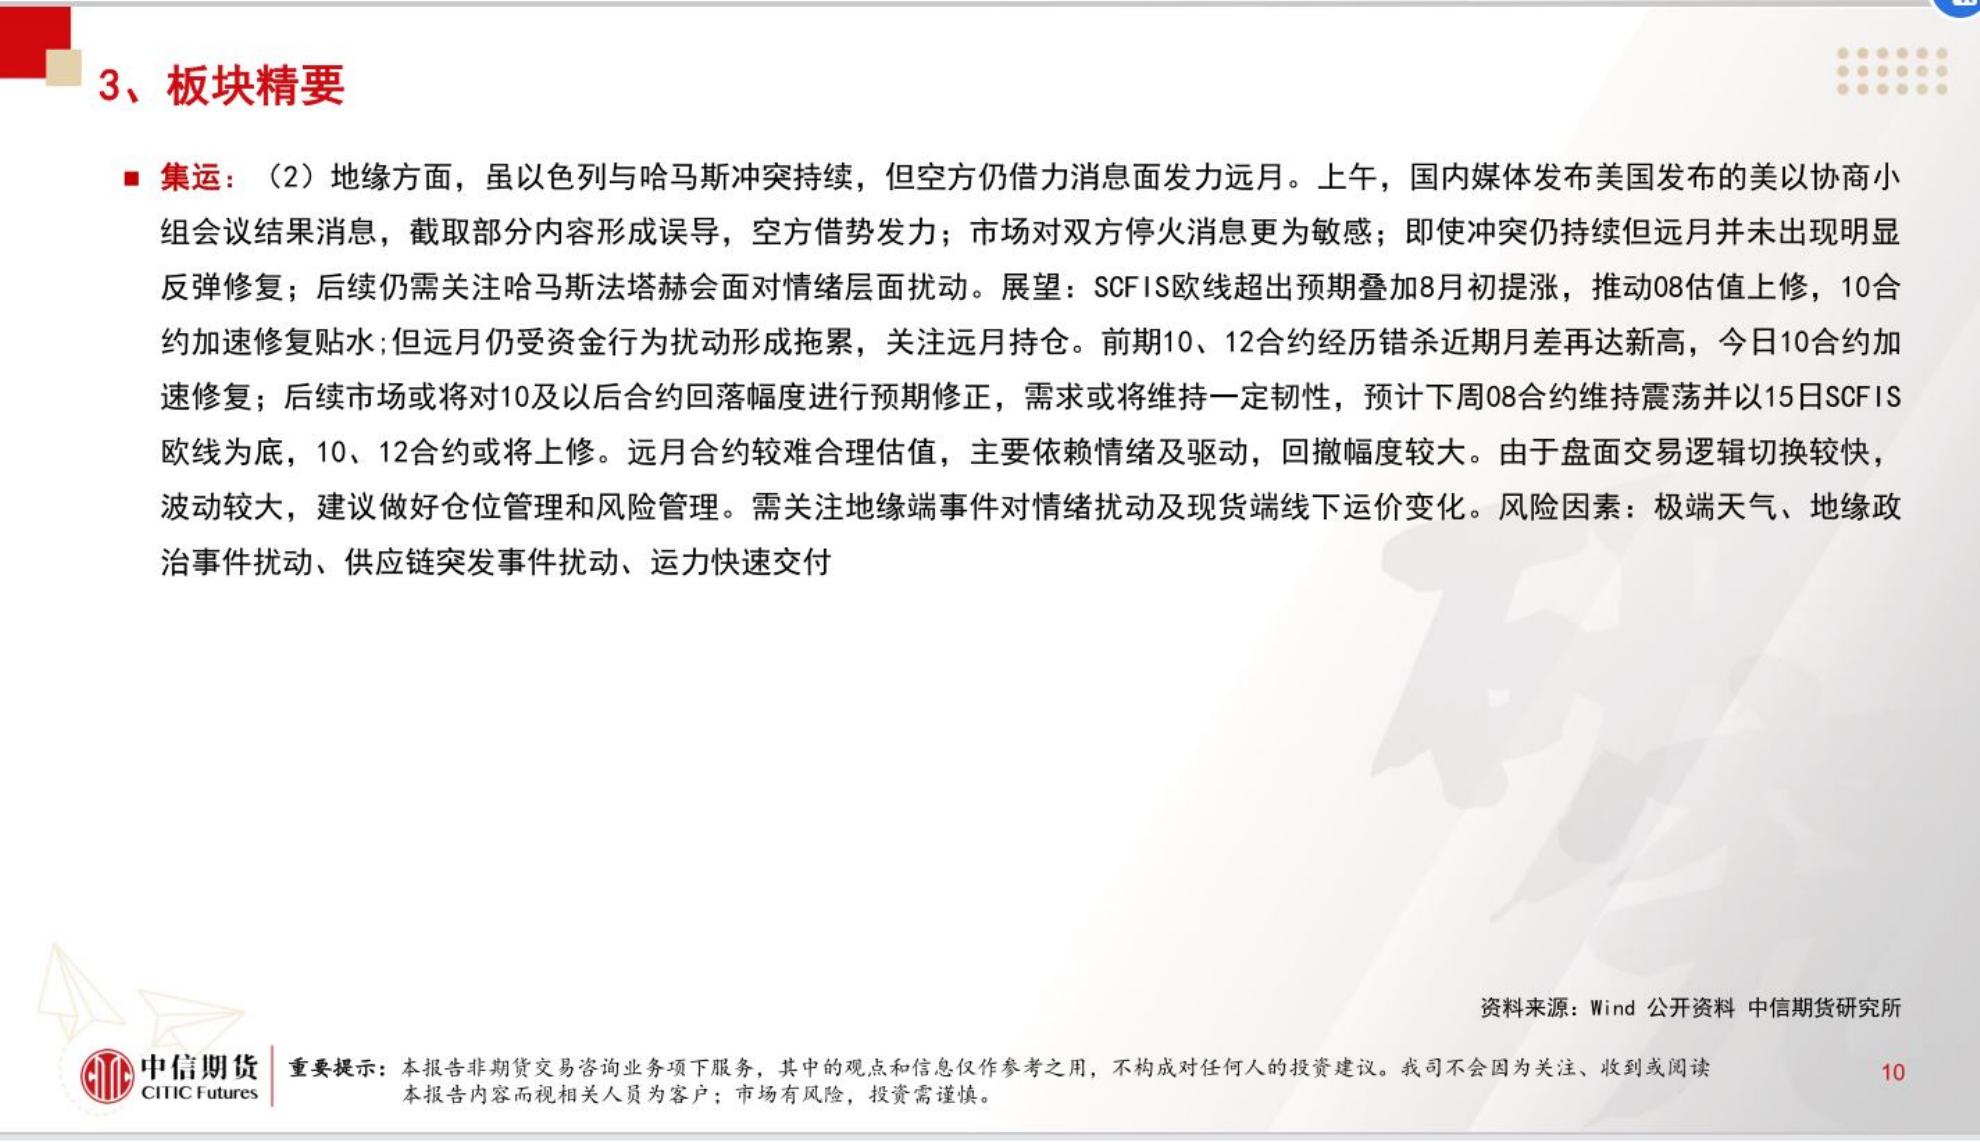 3、板块精要
■ 集运：（2）地缘方面，虽以色列与哈马斯冲突持续，但空方仍借力消息面发力远月。上午，国内媒体发布美国发布的美以协商小
组会议结果消息，截取部分内容形成误导，空方借势发力；市场对双方停火消息更为敏感；即使冲突仍持续但远月并未出现明显
反弹修复；后续仍需关注哈马斯法塔赫会面对情绪层面扰动。展望：SCFIS欧线超出预期叠加8月初提涨，推动08估值上修，10合
约加速修复贴水;但远月仍受资金行为扰动形成拖累，关注远月持仓。前期10、12合约经历错杀近期月差再达新高，今日10合约加
速修复；后续市场或将对10及以后合约回落幅度进行预期修正，需求或将维持一定韧性，预计下周08合约维持震荡并以15日SCFIS
欧线为底，10、12合约或将上修。远月合约较难合理估值，主要依赖情绪及驱动，回撤幅度较大。由于盘面交易逻辑切换较快，
波动较大，建议做好仓位管理和风险管理。需关注地缘端事件对情绪扰动及现货端线下运价变化。风险因素：极端天气、地缘政
治事件扰动、供应链突发事件扰动、运力快速交付
资料来源：Wind 公开资料 中信期货研究所
中信期货
CITIC Futures
重要提示：本报告非期货交易咨询业务项下服务，其中的观点和信息仅作参考之用，不构成对任何人的投资建议。我司不会因为关注、收到或阅读
本报告内容而视相关人员为客户；市场有风险，投资需谨慎。
10